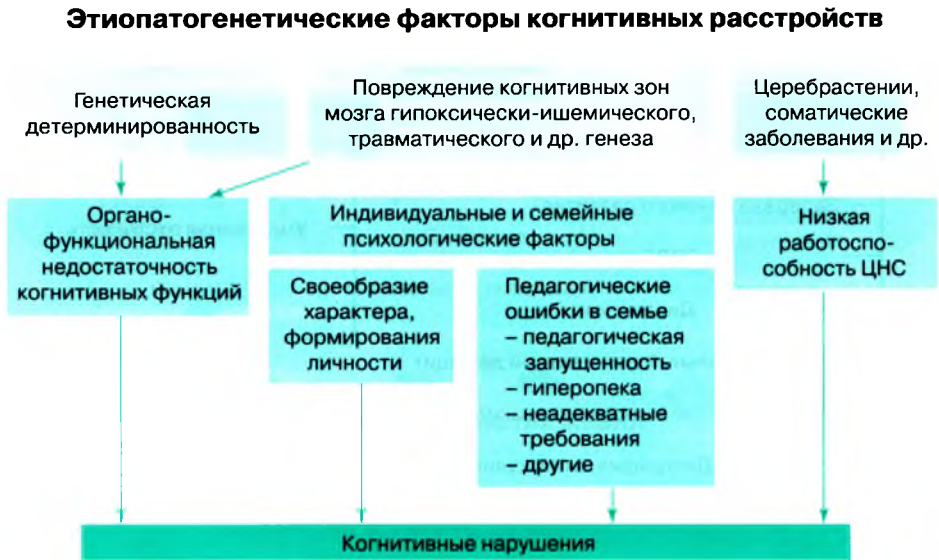 Этиопатогенетические факторы когнитивных расстройств
Генетическая
детерминированность
Повреждение когнитивных зон
мозга гипоксически-ишемического,
травматического и др. генеза
Церебрастении,
соматические
заболевания и др.
Органо-
функциональная
недостаточность
когнитивных функций
Индивидуальные и семейные
психологические факторы
Низкая
работоспо-
собность ЦНС
Своеобразие
характера,
формирования
личности
Педагогические
ошибки в семье
– педагогическая
запущенность
– гиперопека
– неадекватные
требования
– другие
Когнитивные нарушения